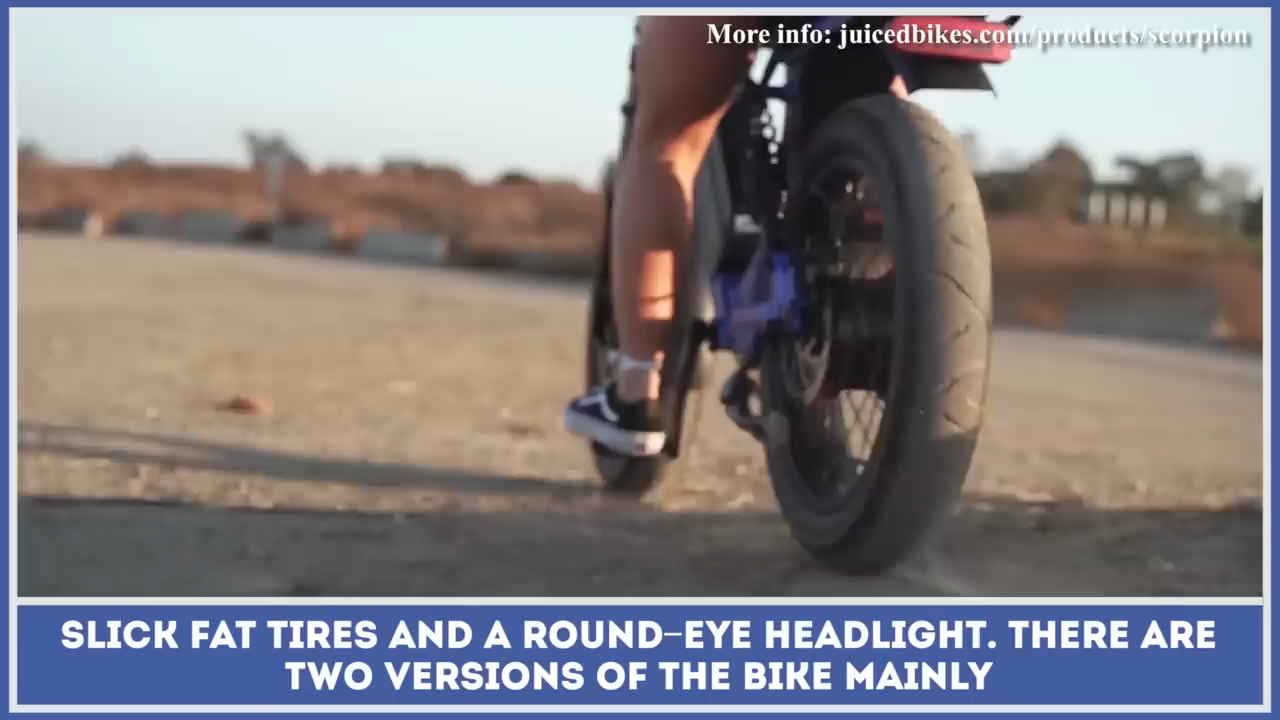 More info: juicedbikes.com/products/scorpion
SLICK FAT TIRES AND A ROUND-EYE HEADLIGHT. THERE ARE
TWO VERSIONS OF THE BIKE MAINLY